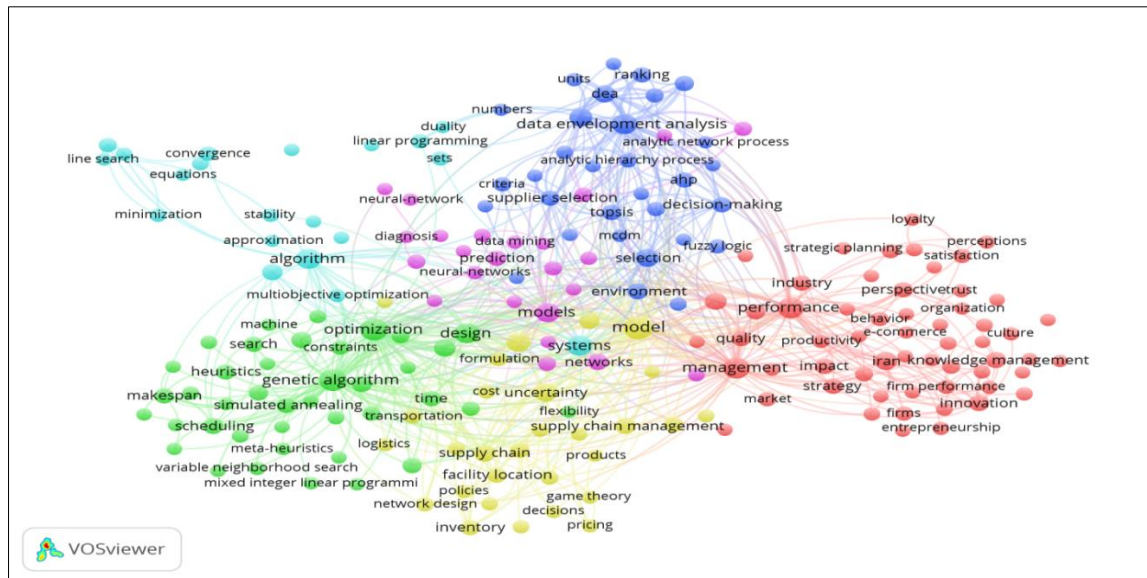 units
ranking
dea
numbers
data envelopment analysis
duality
linear programming
analytic network process
convergence
line search
sets
analytic hierarchy process
equations
criteria
ahp
neural-network
supplier selection
decision-making
minimization
stability
topsis
loyalty
diagnosis
data mining
mcdm
fuzzy logic
strategic planning
perceptions
approximation
satisfaction
algorithm
prediction
selection
neural-networks
industry
multiobjective optimization
environment
perspective
trust
models
performance
organization
machine
optimization
design
model
behavior
e-commerce
culture
search
constraints
systems
quality
productivity
formulation
networks
iran
knowledge management
heuristics
genetic algorithm
management
impact
makespan
cost
uncertainty
strategy
firm performance
simulated annealing
time
market
innovation
transportation
flexibility
firms
scheduling
supply chain management
entrepreneurship
logistics
meta-heuristics
supply chain
products
variable neighborhood search
facility location
mixed integer linear programmi
policies
network design
game theory
decisions
inventory
pricing
VOSviewer